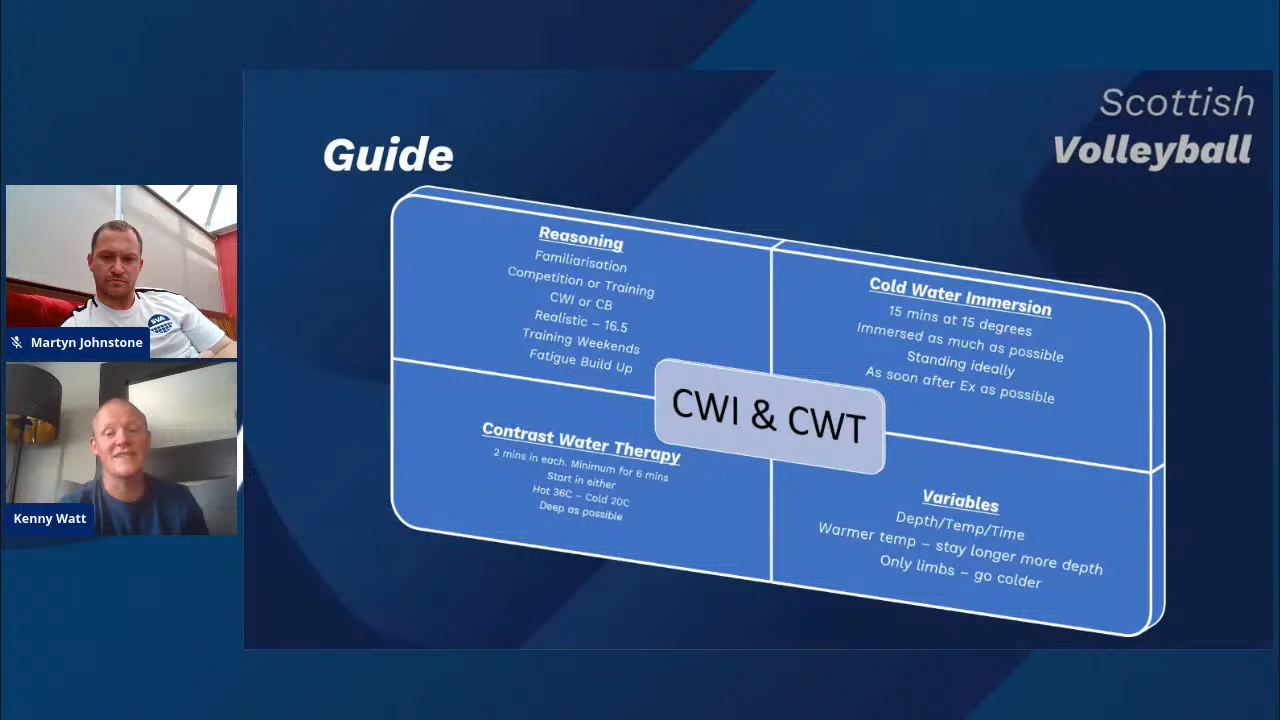 Scottish
Volleyball
Guide
Reasoning
Familiarisation
Competition or Training
CWI or CB
Realistic – 16.5
Training Weekends
Fatigue Build Up
Cold Water Immersion
15 mins at 15 degrees
Immersed as much as possible
Standing ideally
As soon after Ex as possible
CWI & CWT
Contrast Water Therapy
2 mins in each. Minimum for 6 mins
Start in either
Hot 36C – Cold 20C
Deep as possible
Variables
Depth/Temp/Time
Warmer temp – stay longer more depth
Only limbs – go colder
SVA
Martyn Johnstone
Kenny Watt